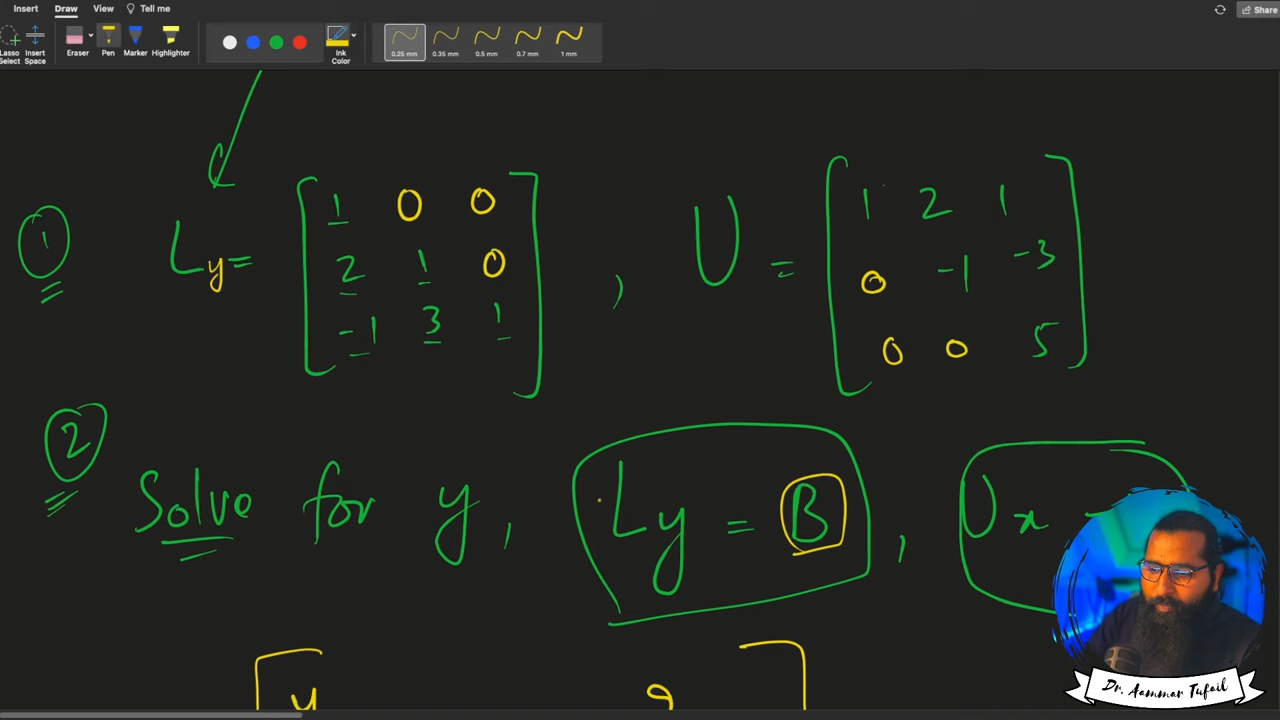 Insert Draw View Tell me
Share
Lasso Select
Insert Space
Eraser
Pen
Marker
Highlighter
Ink Color
0.25 mm
0.35 mm
0.5 mm
0.7 mm
1 mm
① Ly = [ 1 0 0 , U = [ 1 2 1
2 1 0 0 -1 -3
-1 3 1 ] 0 0 5 ]
② Solve for y, Ly = B , Ux
y
Dr. Aammar Tufail